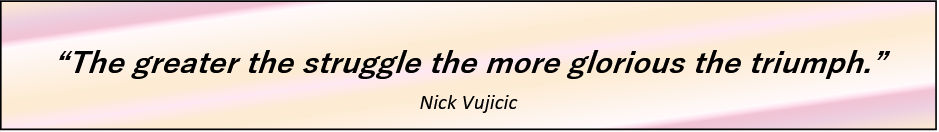 “The greater the struggle the more glorious the triumph.”
Nick Vujicic